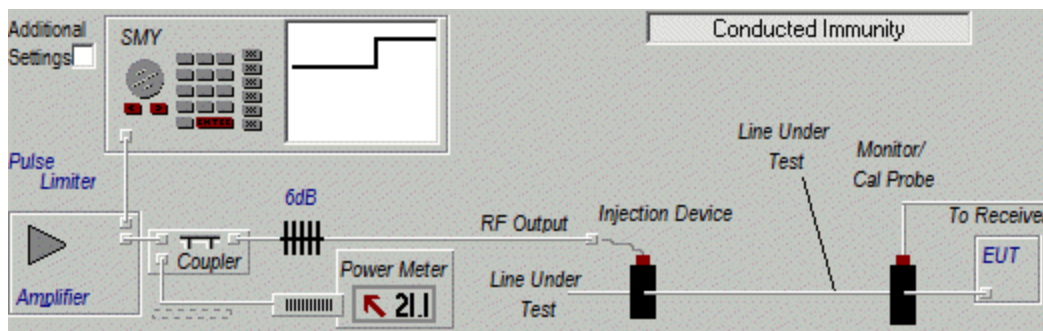 Additional
Settings
SMY
ENTER
Conducted Immunity
Pulse
Limiter
Line Under
Test
Monitor/
Cal Probe
6dB
RF Output
Injection Device
To Receiver
Coupler
Power Meter
21.1
Line Under
Test
EUT
Amplifier